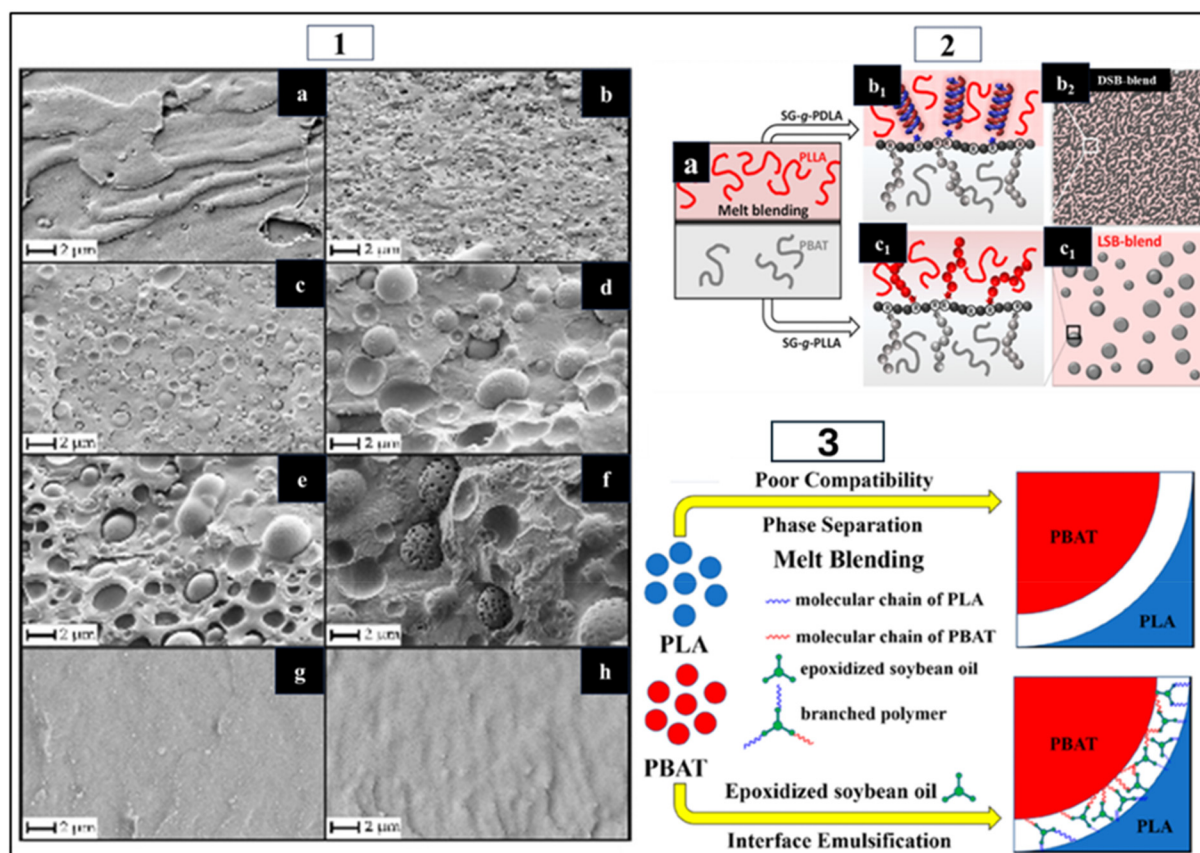 1
a
2 µm
b
2 µm
c
2 µm
d
2 µm
e
2 µm
f
2 µm
g
2 µm
h
2 µm
2
a
PLLA
Melt blending
PBAT
SG-g-PDLA
SG-g-PLLA
b1
b2
DSB-blend
c1
c1
LSB-blend
3
Poor Compatibility
Phase Separation
Melt Blending
molecular chain of PLA
molecular chain of PBAT
epoxidized soybean oil
branched polymer
PLA
PBAT
Epoxidized soybean oil
Interface Emulsification
PBAT
PLA
PBAT
PLA